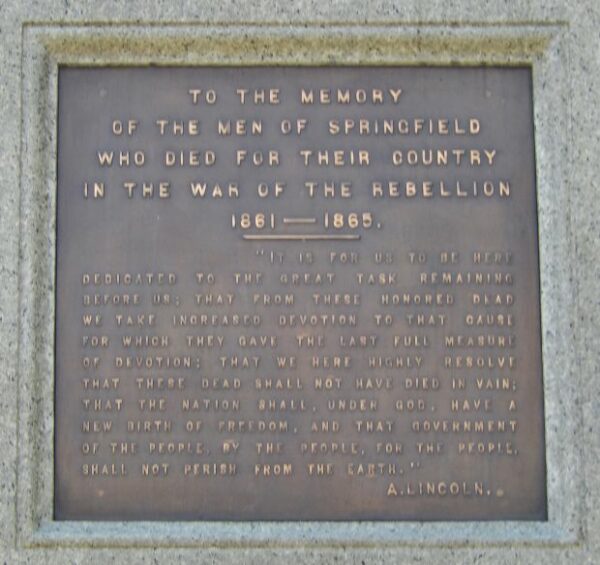 TO THE MEMORY
OF THE MEN OF SPRINGFIELD
WHO DIED FOR THEIR COUNTRY
IN THE WAR OF THE REBELLION
1861 — 1865.
"IT IS FOR US TO BE HERE
DEDICATED TO THE GREAT TASK REMAINING
BEFORE US; THAT FROM THESE HONORED DEAD
WE TAKE INCREASED DEVOTION TO THAT CAUSE
FOR WHICH THEY GAVE THE LAST FULL MEASURE
OF DEVOTION; THAT WE HERE HIGHLY RESOLVE
THAT THESE DEAD SHALL NOT HAVE DIED IN VAIN;
THAT THE NATION SHALL, UNDER GOD, HAVE A
NEW BIRTH OF FREEDOM, AND THAT GOVERNMENT
OF THE PEOPLE, BY THE PEOPLE, FOR THE PEOPLE,
SHALL NOT PERISH FROM THE EARTH."
A. LINCOLN.